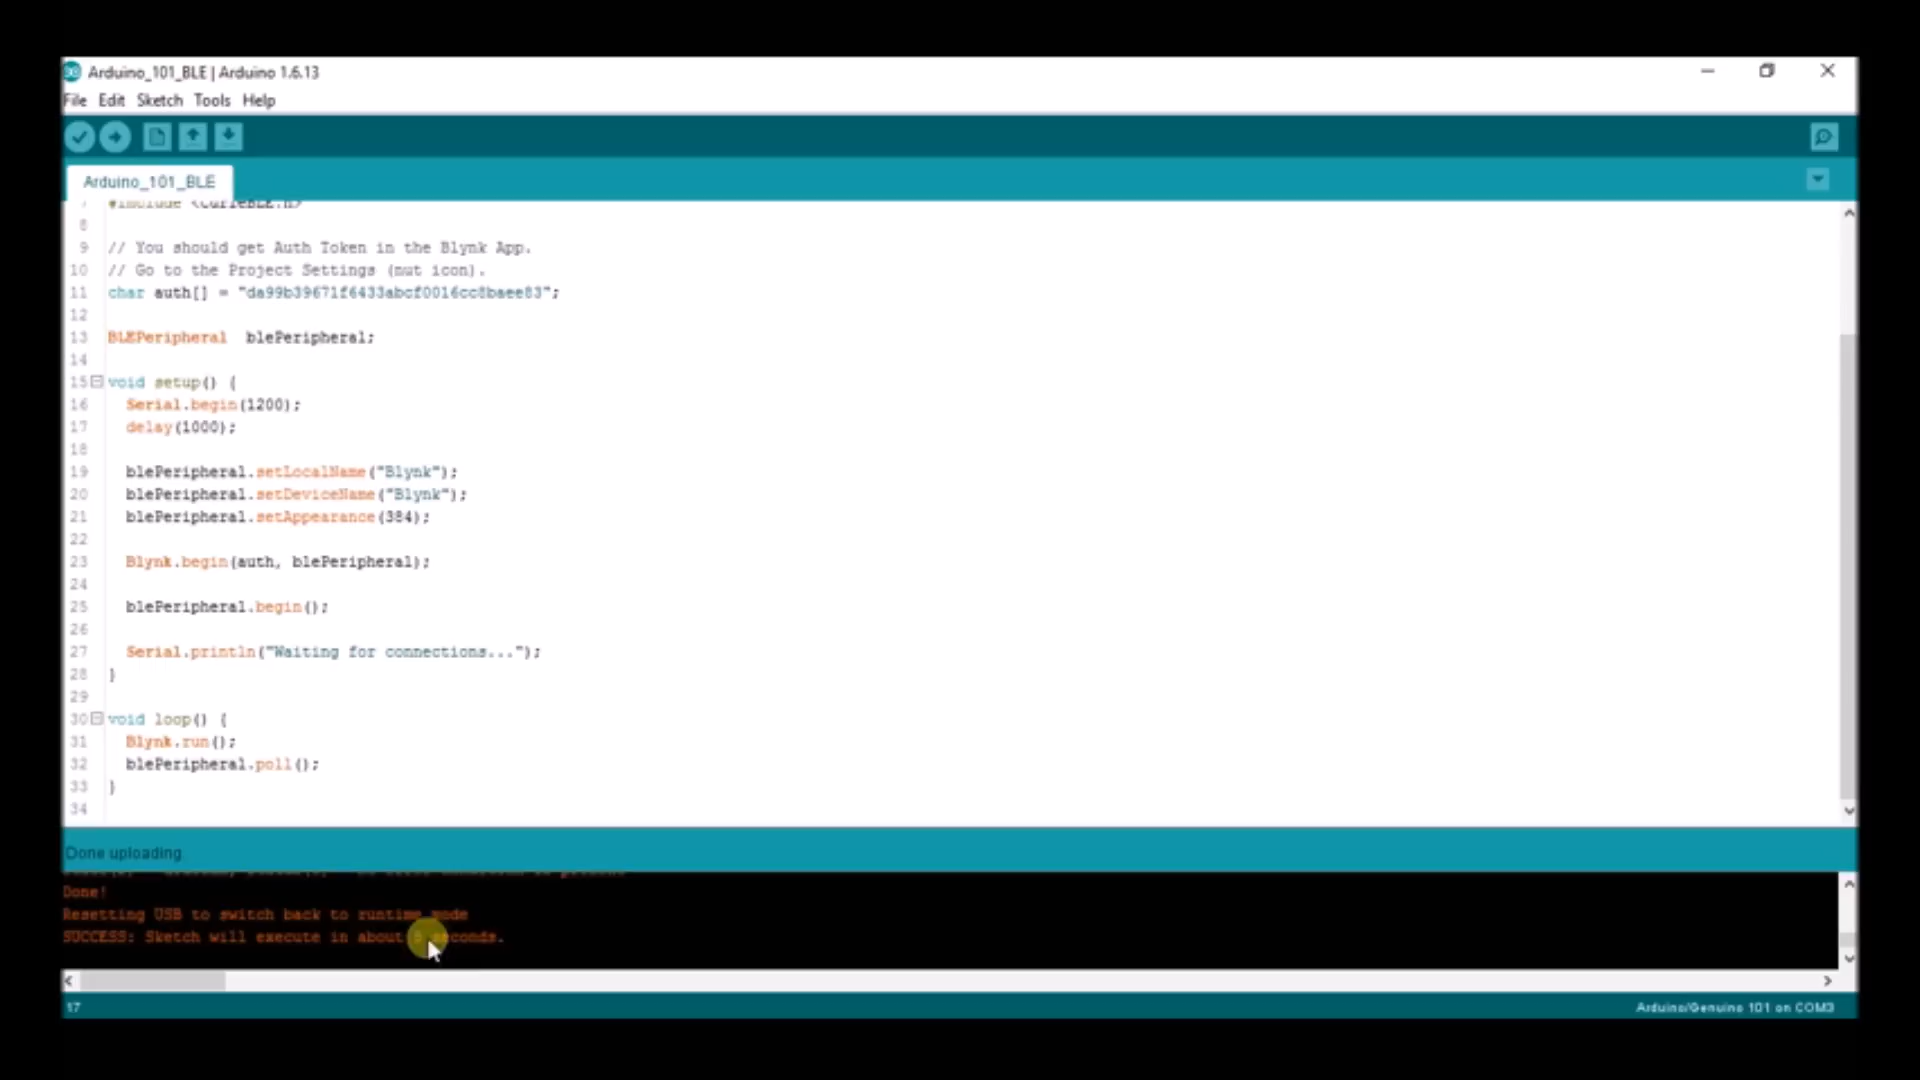 Arduino_101_BLE | Arduino 1.6.13
File Edit Sketch Tools Help
Arduino_101_BLE
7 #include <CurieBLE.h>
8
9 // You should get Auth Token in the Blynk App.
10 // Go to the Project Settings (nut icon).
11 char auth[] = "da99b39671f6433abcf0016cc8baee83";
12
13 BLEPeripheral  blePeripheral;
14
15 void setup() {
16 Serial.begin(1200);
17 delay(1000);
18
19 blePeripheral.setLocalName("Blynk");
20 blePeripheral.setDeviceName("Blynk");
21 blePeripheral.setAppearance(384);
22
23 Blynk.begin(auth, blePeripheral);
24
25 blePeripheral.begin();
26
27 Serial.println("Waiting for connections...");
28 }
29
30 void loop() {
31 Blynk.run();
32 blePeripheral.poll();
33 }
34
Done uploading.
Done!
Resetting USB to switch back to runtime mode
SUCCESS: Sketch will execute in about seconds.
17
Arduino/Genuino 101 on COM3